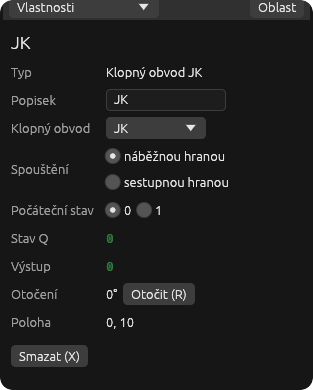 Vlastnosti Oblast
JK
Typ Klopný obvod JK
Popisek JK
Klopný obvod JK
Spouštění náběžnou hranou
sestupnou hranou
Počáteční stav 0 1
Stav Q 0
Výstup 0
Otočení 0° Otočit (R)
Poloha 0, 10
Smazat (X)